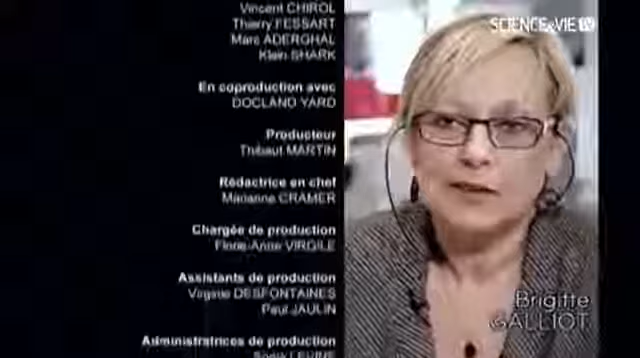 Vincent CHIROL
Thierry FESSART
Marc ADERGHAL
Klein SHARK
En coproduction avec
DOCLAND YARD
Producteur
Thibaut MARTIN
Rédactrice en chef
Marianne CRAMER
Chargée de production
Florie-Anne VIRGILE
Assistants de production
Virginie DESFONTAINES
Paul JAULIN
Administratrices de production
SCIENCE&VIE TV
Brigitte
GALLIOT